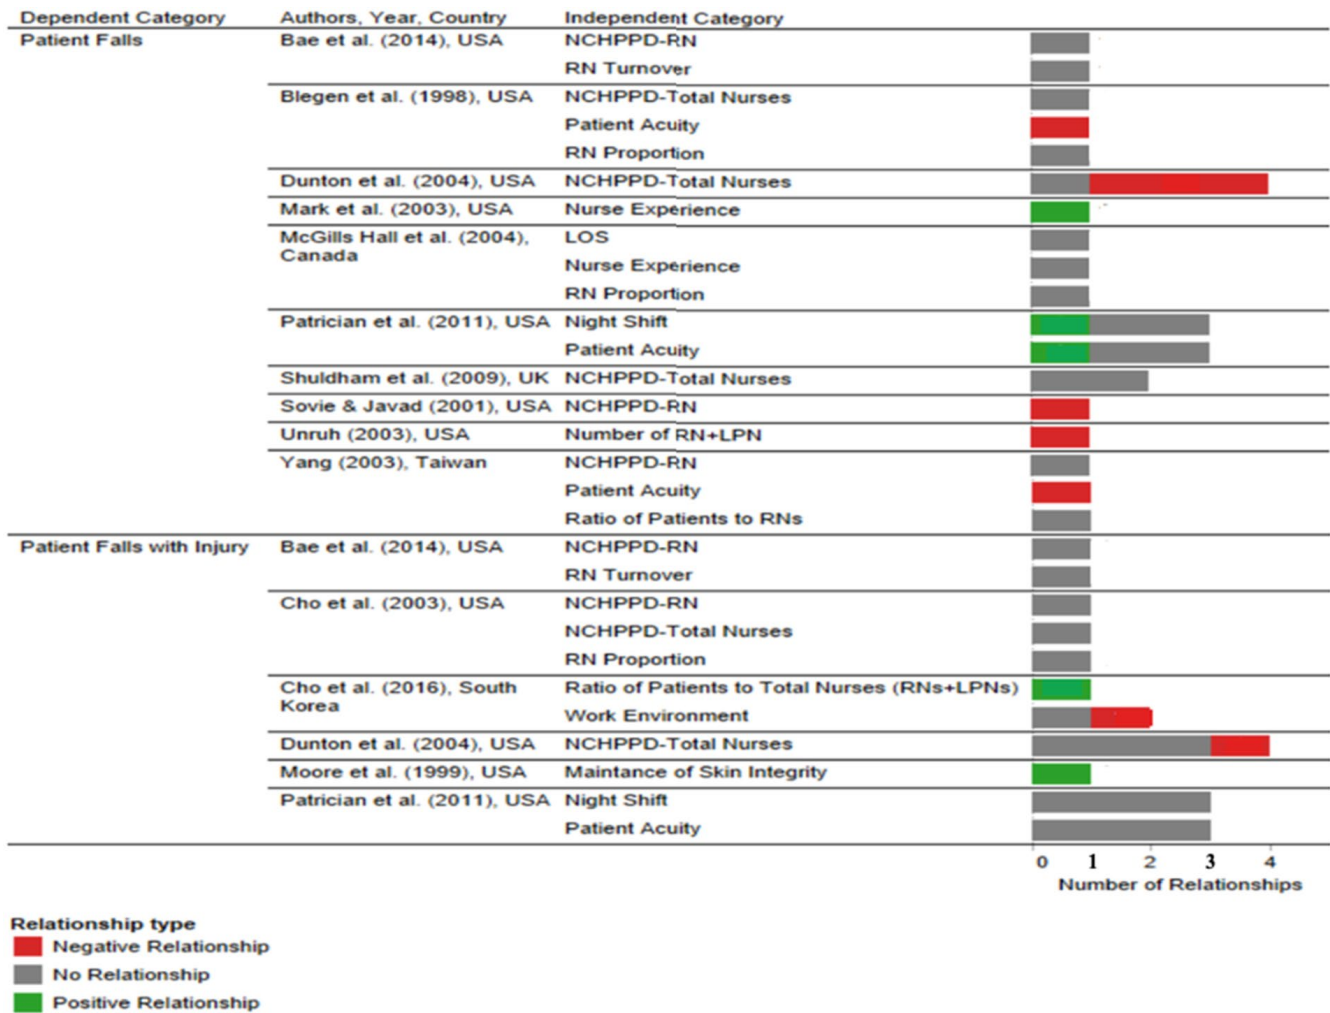 Dependent Category Authors, Year, Country Independent Category
Patient Falls Bae et al. (2014), USA NCHPPD-RN
RN Turnover
Blegen et al. (1998), USA NCHPPD-Total Nurses
Patient Acuity
RN Proportion
Dunton et al. (2004), USA NCHPPD-Total Nurses
Mark et al. (2003), USA Nurse Experience
McGills Hall et al. (2004), LOS
Canada
Nurse Experience
RN Proportion
Patrician et al. (2011), USA Night Shift
Patient Acuity
Shuldham et al. (2009), UK NCHPPD-Total Nurses
Sovie & Javad (2001), USA NCHPPD-RN
Unruh (2003), USA Number of RN+LPN
Yang (2003), Taiwan NCHPPD-RN
Patient Acuity
Ratio of Patients to RNs
Patient Falls with Injury Bae et al. (2014), USA NCHPPD-RN
RN Turnover
Cho et al. (2003), USA NCHPPD-RN
NCHPPD-Total Nurses
RN Proportion
Cho et al. (2016), South Ratio of Patients to Total Nurses (RNs+LPNs)
Korea
Work Environment
Dunton et al. (2004), USA NCHPPD-Total Nurses
Moore et al. (1999), USA Maintance of Skin Integrity
Patrician et al. (2011), USA Night Shift
Patient Acuity
0 1 2 3 4
Number of Relationships
Relationship type
Negative Relationship
No Relationship
Positive Relationship